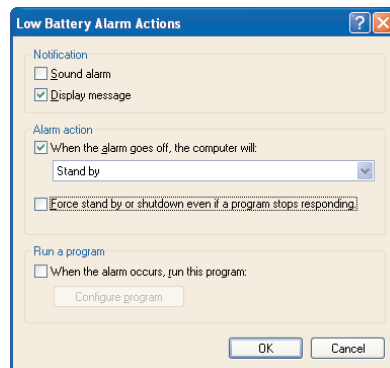 Low Battery Alarm Actions
Notification
Sound alarm
Display message
Alarm action
When the alarm goes off, the computer will:
Stand by
Force stand by or shutdown even if a program stops responding.
Run a program
When the alarm occurs, run this program:
Configure program
OK Cancel